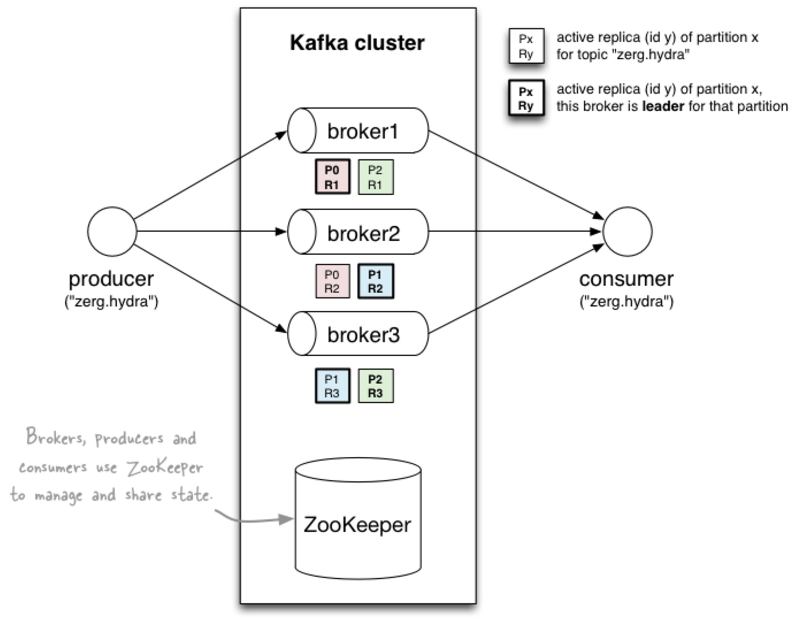 Kafka cluster
Px
Ry
active replica (id y) of partition x
for topic "zerg.hydra"
Px
Ry
active replica (id y) of partition x,
this broker is leader for that partition
broker1
P0
R1
P2
R1
producer
("zerg.hydra")
broker2
P0
R2
P1
R2
consumer
("zerg.hydra")
broker3
P1
R3
P2
R3
Brokers, producers and
consumers use ZooKeeper
to manage and share state.
ZooKeeper